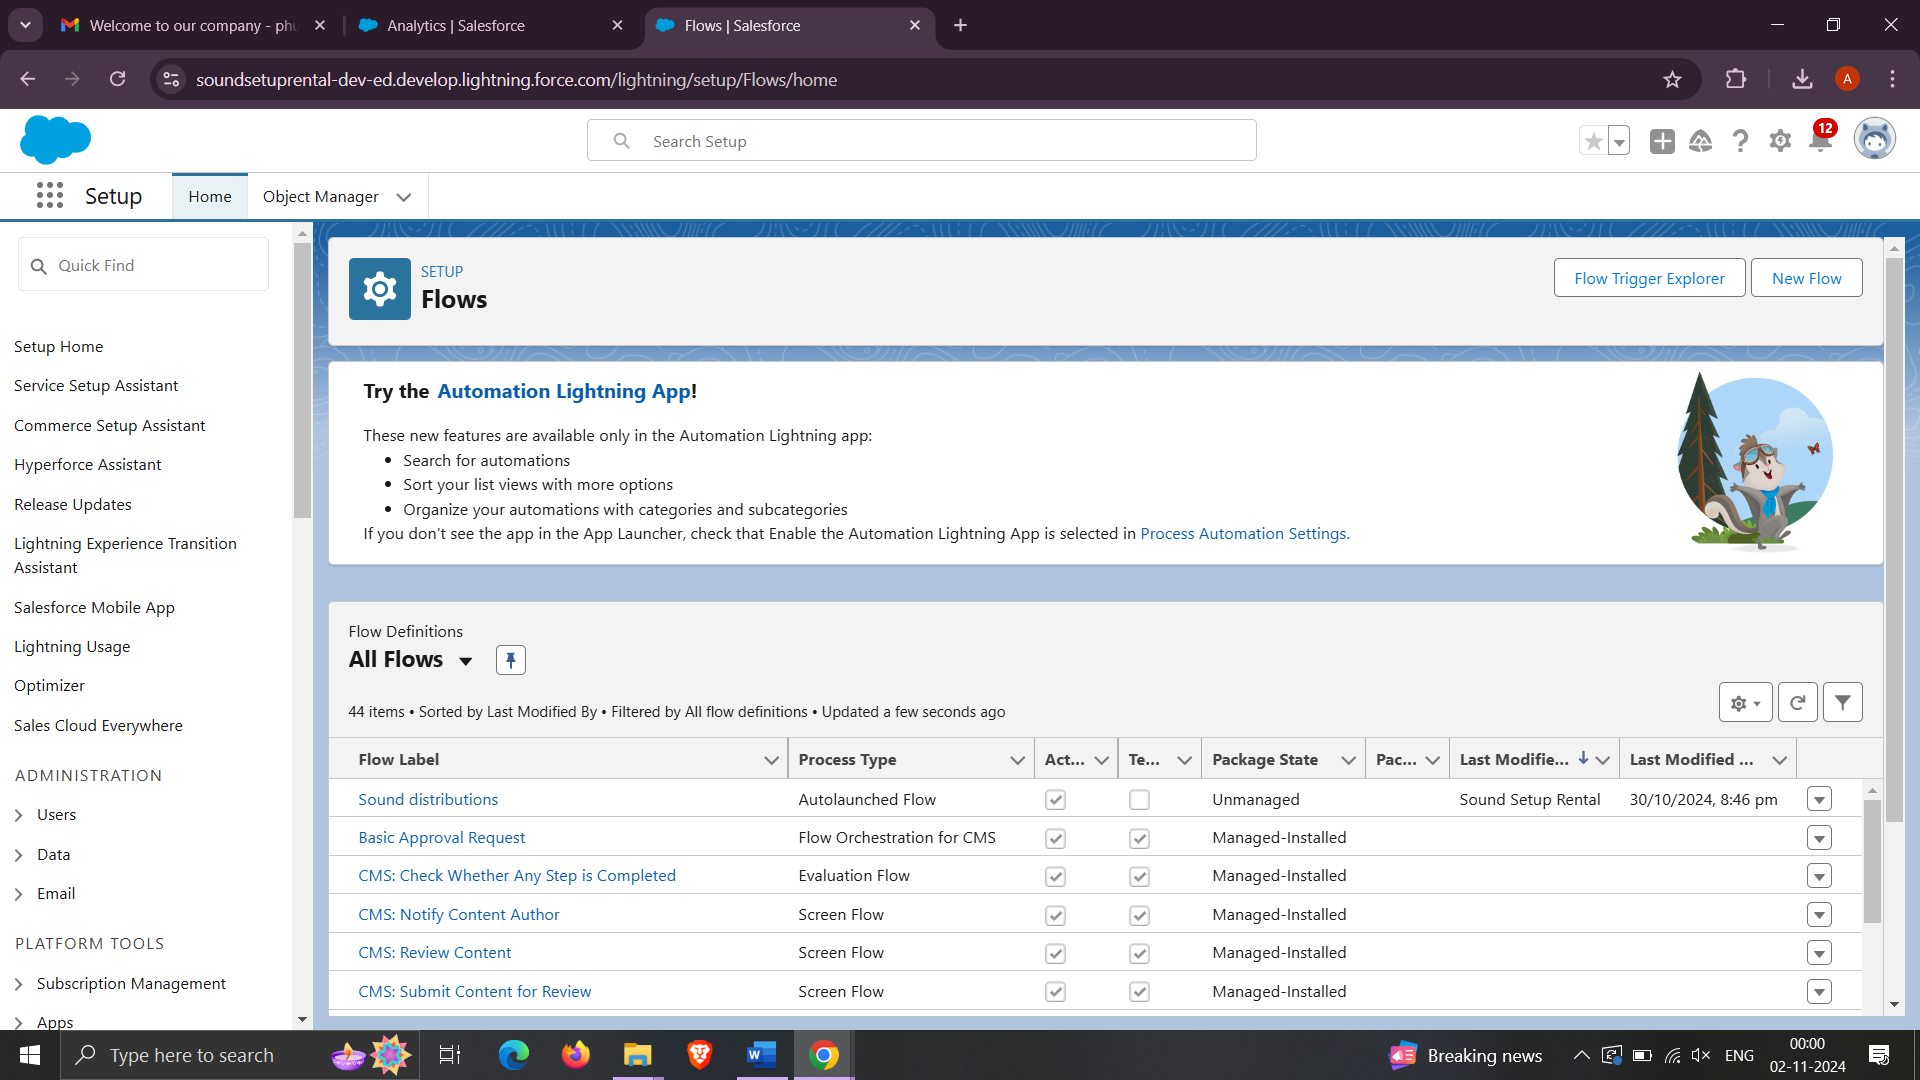 Welcome to our company - phu
Analytics | Salesforce
Flows | Salesforce
soundsetuprental-dev-ed.develop.lightning.force.com/lightning/setup/Flows/home
A
Search Setup
12
Setup
Home
Object Manager
Quick Find
Setup Home
Service Setup Assistant
Commerce Setup Assistant
Hyperforce Assistant
Release Updates
Lightning Experience Transition
Assistant
Salesforce Mobile App
Lightning Usage
Optimizer
Sales Cloud Everywhere
ADMINISTRATION
Users
Data
Email
PLATFORM TOOLS
Subscription Management
Apps
SETUP
Flows
Flow Trigger Explorer
New Flow
Try the Automation Lightning App!
These new features are available only in the Automation Lightning app:
• Search for automations
• Sort your list views with more options
• Organize your automations with categories and subcategories
If you don't see the app in the App Launcher, check that Enable the Automation Lightning App is selected in Process Automation Settings.
Flow Definitions
All Flows
44 items • Sorted by Last Modified By • Filtered by All flow definitions • Updated a few seconds ago
Flow Label Process Type Act... Te... Package State Pac... Last Modifie... Last Modified ...
Sound distributions Autolaunched Flow Unmanaged Sound Setup Rental 30/10/2024, 8:46 pm
Basic Approval Request Flow Orchestration for CMS Managed-Installed
CMS: Check Whether Any Step is Completed Evaluation Flow Managed-Installed
CMS: Notify Content Author Screen Flow Managed-Installed
CMS: Review Content Screen Flow Managed-Installed
CMS: Submit Content for Review Screen Flow Managed-Installed
Type here to search
Breaking news
ENG
00:00
02-11-2024